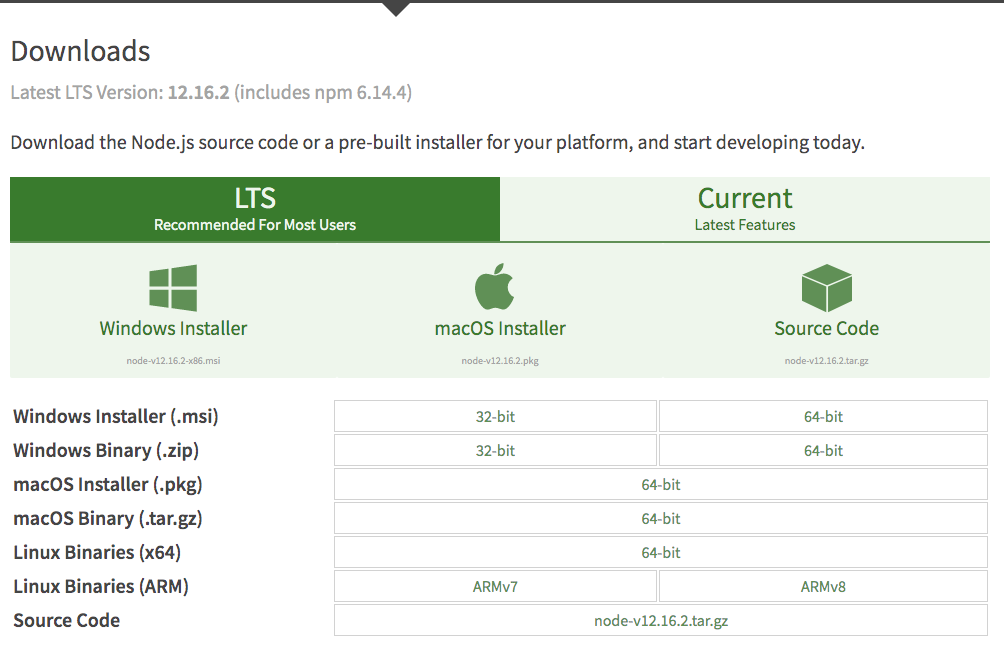 Downloads
Latest LTS Version: 12.16.2 (includes npm 6.14.4)
Download the Node.js source code or a pre-built installer for your platform, and start developing today.
LTS
Recommended For Most Users
Current
Latest Features
Windows Installer
node-v12.16.2-x86.msi
macOS Installer
node-v12.16.2.pkg
Source Code
node-v12.16.2.tar.gz
Windows Installer (.msi) 32-bit 64-bit
Windows Binary (.zip) 32-bit 64-bit
macOS Installer (.pkg) 64-bit
macOS Binary (.tar.gz) 64-bit
Linux Binaries (x64) 64-bit
Linux Binaries (ARM) ARMv7 ARMv8
Source Code node-v12.16.2.tar.gz